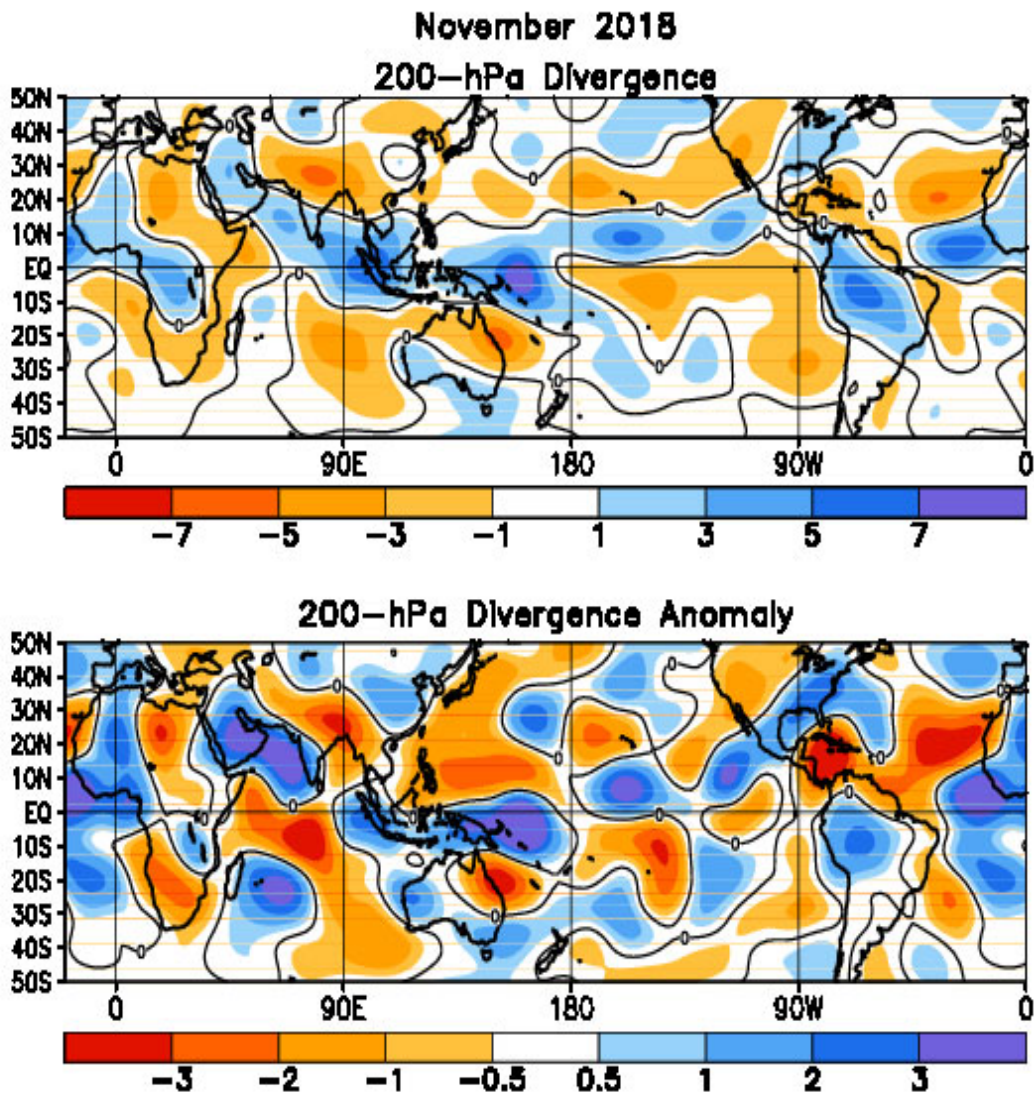 November 2018
200-hPa Divergence
50N
40N
30N
20N
10N
EQ
10S
20S
30S
40S
50S
0 90E 180 90W 0
-7 -5 -3 -1 1 3 5 7
200-hPa Divergence Anomaly
50N
40N
30N
20N
10N
EQ
10S
20S
30S
40S
50S
0 90E 180 90W 0
-3 -2 -1 -0.5 0.5 1 2 3